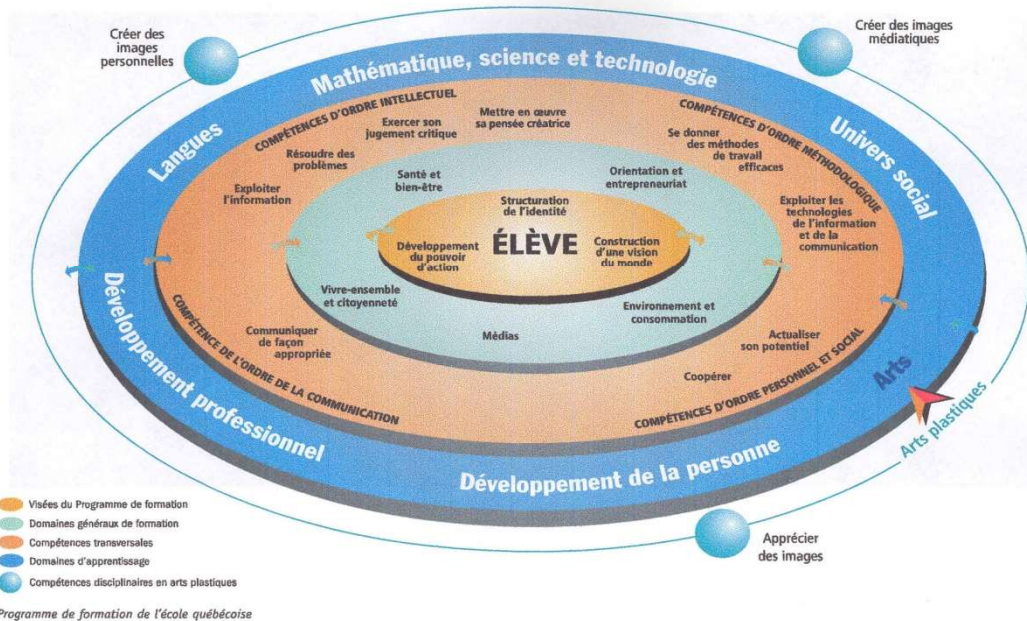 Créer des
images
personnelles
Créer des images
médiatiques
Mathématique, science et technologie
Langues
Univers social
COMPÉTENCES D'ORDRE INTELLECTUEL
COMPÉTENCES D'ORDRE MÉTHODOLOGIQUE
Mettre en œuvre
sa pensée créatrice
Exercer son
jugement critique
Se donner
des méthodes
de travail
efficaces
Résoudre des
problèmes
Exploiter
l'information
Santé et
bien-être
Orientation et
entrepreneuriat
Exploiter les
technologies
de l'information
et de la
communication
Structuration
de l'identité
ÉLÈVE
Développement
du pouvoir
d'action
Construction
d'une vision
du monde
Vivre-ensemble
et citoyenneté
Environnement et
consommation
Médias
Communiquer
de façon
appropriée
Actualiser
son potentiel
Coopérer
COMPÉTENCE DE L'ORDRE DE LA COMMUNICATION
COMPÉTENCES D'ORDRE PERSONNEL ET SOCIAL
Développement professionnel
Développement de la personne
Arts
Arts plastiques
Apprécier
des images
Visées du Programme de formation
Domaines généraux de formation
Compétences transversales
Domaines d'apprentissage
Compétences disciplinaires en arts plastiques
Programme de formation de l'école québécoise